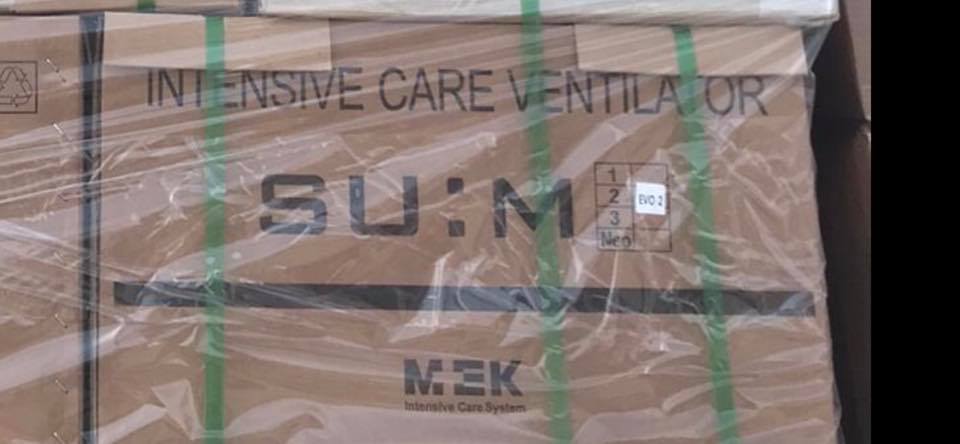 INTENSIVE CARE VENTILATOR
SU:M
1
2 EVO 2
3
Neo
MEK
Intensive Care System